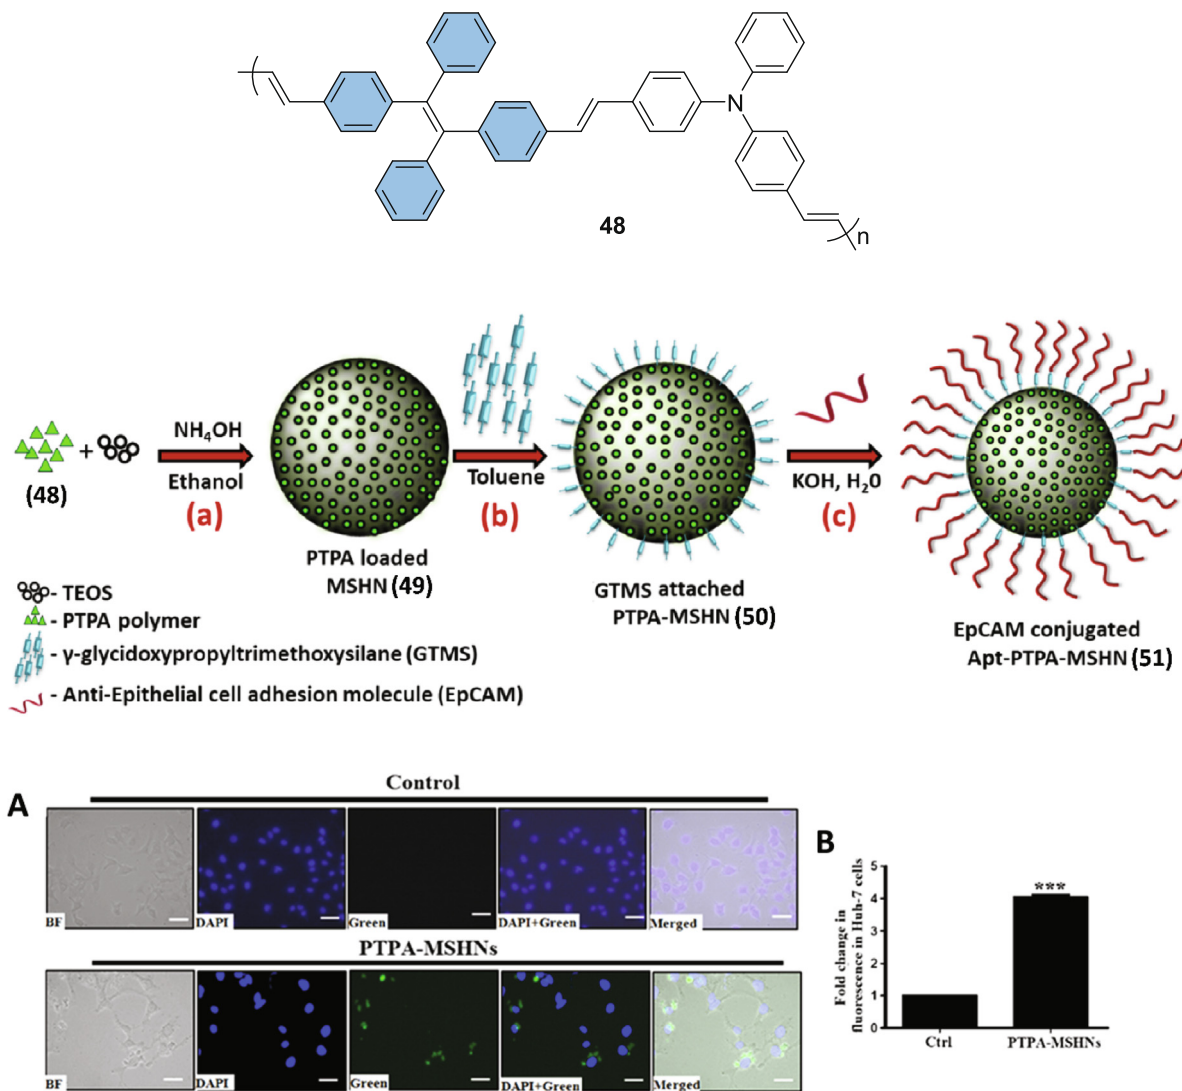 N
n
48
NH₄OH
Ethanol
(a)
+
(48)
Toluene
(b)
KOH, H₂0
(c)
PTPA loaded
MSHN (49)
GTMS attached
PTPA-MSHN (50)
EpCAM conjugated
Apt-PTPA-MSHN (51)
- TEOS
- PTPA polymer
- γ-glycidoxypropyltrimethoxysilane (GTMS)
- Anti-Epithelial cell adhesion molecule (EpCAM)
A
Control
BF
DAPI
Green
DAPI+Green
Merged
PTPA-MSHNs
BF
DAPI
Green
DAPI+Green
Merged
B
Fold change in
fluorescence in Huh-7 cells
5
4
3
2
1
0
***
Ctrl
PTPA-MSHNs